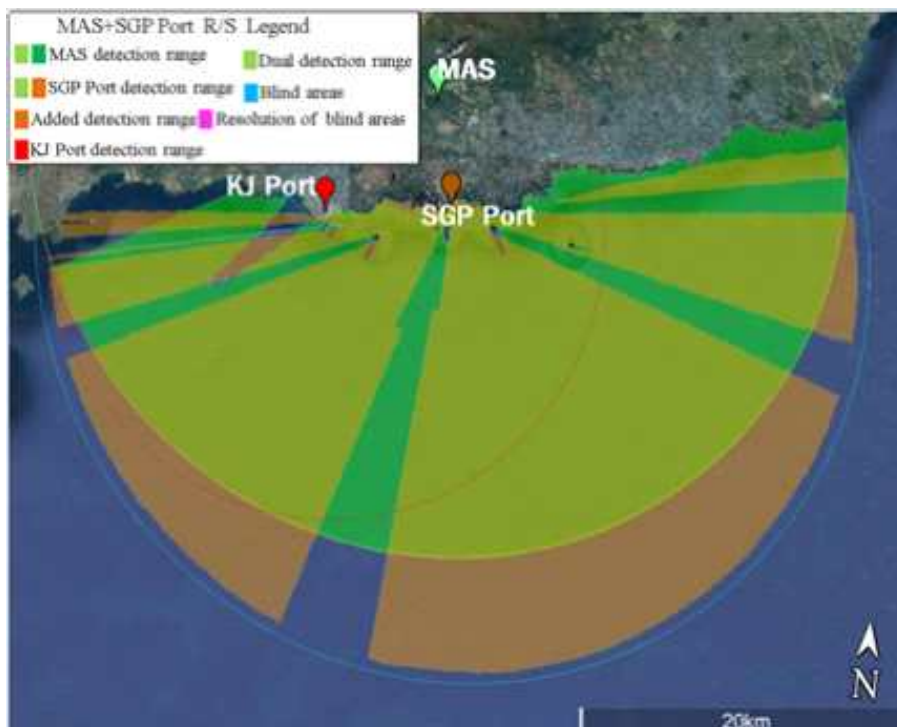 MAS+SGP Port R/S Legend
MAS detection range
Dual detection range
SGP Port detection range
Blind areas
Added detection range
Resolution of blind areas
KJ Port detection range
MAS
KJ Port
SGP Port
N
20km